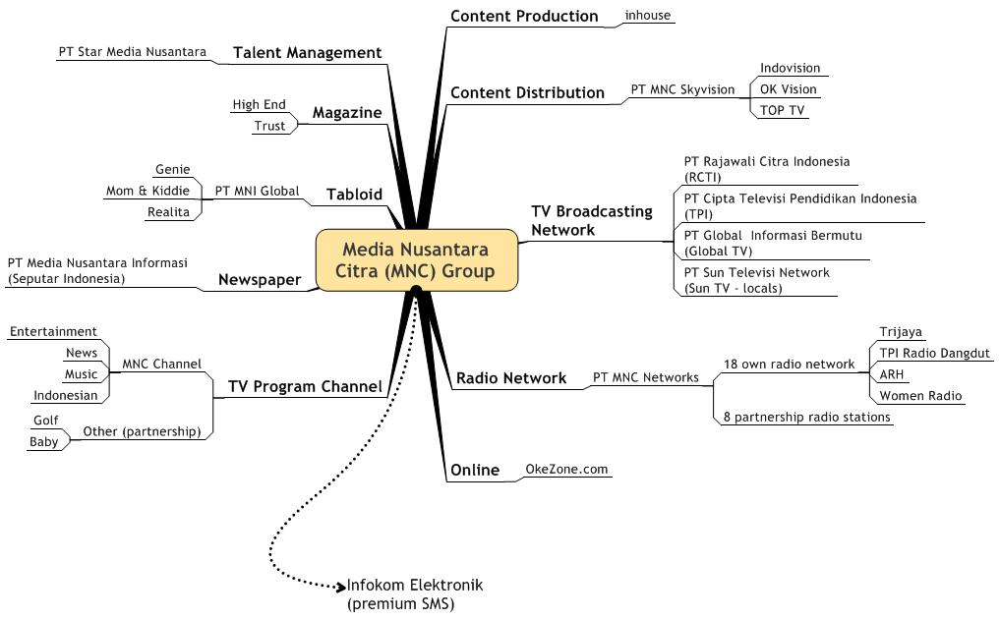 Media Nusantara
Citra (MNC) Group
Content Production
inhouse
Content Distribution
PT MNC Skyvision
Indovision
OK Vision
TOP TV
TV Broadcasting
Network
PT Rajawali Citra Indonesia
(RCTI)
PT Cipta Televisi Pendidikan Indonesia
(TPI)
PT Global  Informasi Bermutu
(Global TV)
PT Sun Televisi Network
(Sun TV - locals)
Radio Network
PT MNC Networks
18 own radio network
Trijaya
TPI Radio Dangdut
ARH
Women Radio
8 partnership radio stations
Online
OkeZone.com
Talent Management
PT Star Media Nusantara
Magazine
High End
Trust
Tabloid
PT MNI Global
Genie
Mom & Kiddie
Realita
Newspaper
PT Media Nusantara Informasi
(Seputar Indonesia)
TV Program Channel
MNC Channel
Entertainment
News
Music
Indonesian
Other (partnership)
Golf
Baby
Infokom Elektronik
(premium SMS)